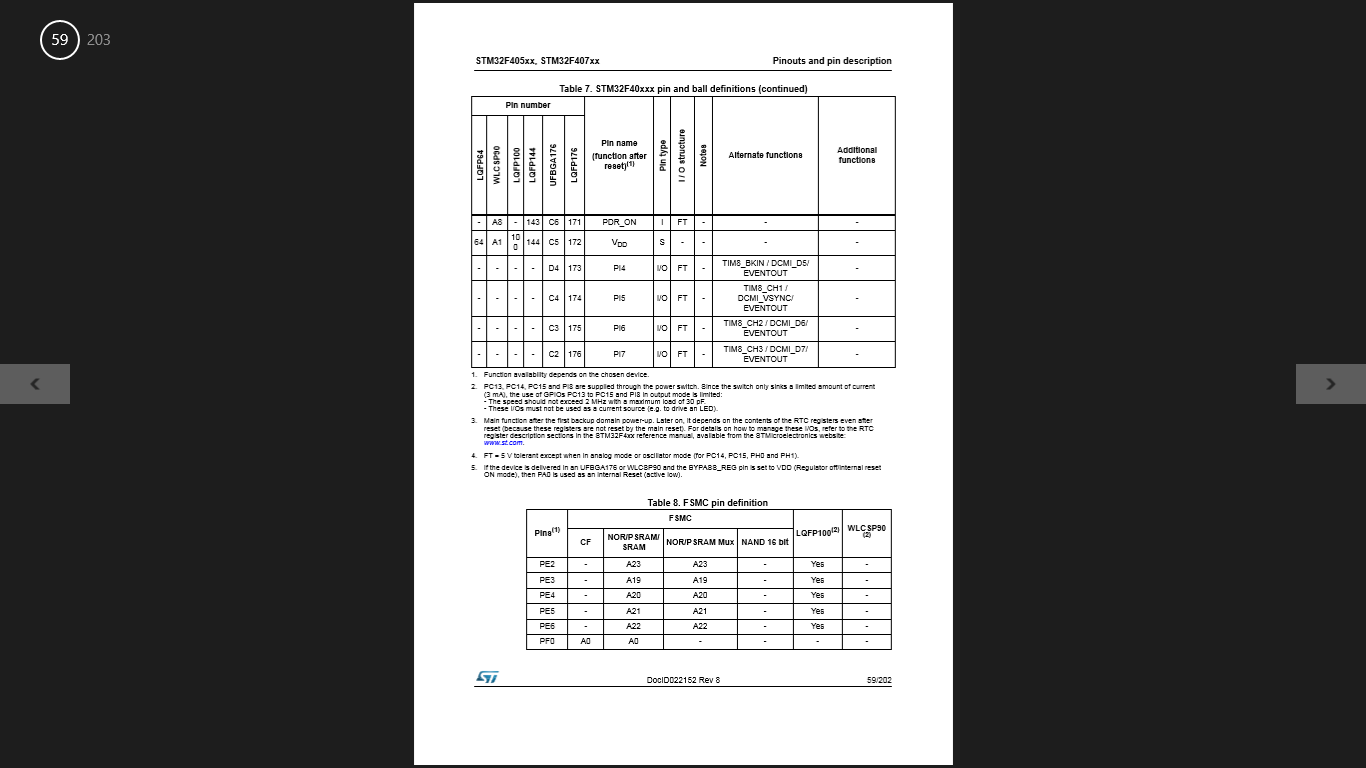 59 203
STM32F405xx, STM32F407xx Pinouts and pin description
Table 7. STM32F40xxx pin and ball definitions (continued)
Pin number
LQFP64 WLCSP90 LQFP100 LQFP144 UFBGA176 LQFP176 Pin name (function after reset)(1) Pin type I / O structure Notes Alternate functions Additional functions
- A8 - 143 C6 171 PDR_ON I FT - - -
64 A1 100 144 C5 172 VDD S - - - -
- - - - D4 173 PI4 I/O FT - TIM8_BKIN / DCMI_D5/ EVENTOUT -
- - - - C4 174 PI5 I/O FT - TIM8_CH1 / DCMI_VSYNC/ EVENTOUT -
- - - - C3 175 PI6 I/O FT - TIM8_CH2 / DCMI_D6/ EVENTOUT -
- - - - C2 176 PI7 I/O FT - TIM8_CH3 / DCMI_D7/ EVENTOUT -
1. Function availability depends on the chosen device.
2. PC13, PC14, PC15 and PI8 are supplied through the power switch. Since the switch only sinks a limited amount of current
(3 mA), the use of GPIOs PC13 to PC15 and PI8 in output mode is limited:
- The speed should not exceed 2 MHz with a maximum load of 30 pF.
- These I/Os must not be used as a current source (e.g. to drive an LED).
3. Main function after the first backup domain power-up. Later on, it depends on the contents of the RTC registers even after
reset (because these registers are not reset by the main reset). For details on how to manage these I/Os, refer to the RTC
register description sections in the STM32F4xx reference manual, available from the STMicroelectronics website:
www.st.com.
4. FT = 5 V tolerant except when in analog mode or oscillator mode (for PC14, PC15, PH0 and PH1).
5. If the device is delivered in an UFBGA176 or WLCSP90 and the BYPASS_REG pin is set to VDD (Regulator off/internal reset
ON mode), then PA0 is used as an internal Reset (active low).
Table 8. FSMC pin definition
Pins(1) FSMC LQFP100(2) WLCSP90(2)
CF NOR/PSRAM/SRAM NOR/PSRAM Mux NAND 16 bit
PE2 - A23 A23 - Yes -
PE3 - A19 A19 - Yes -
PE4 - A20 A20 - Yes -
PE5 - A21 A21 - Yes -
PE6 - A22 A22 - Yes -
PF0 A0 A0 - - - -
ST DocID022152 Rev 8 59/202